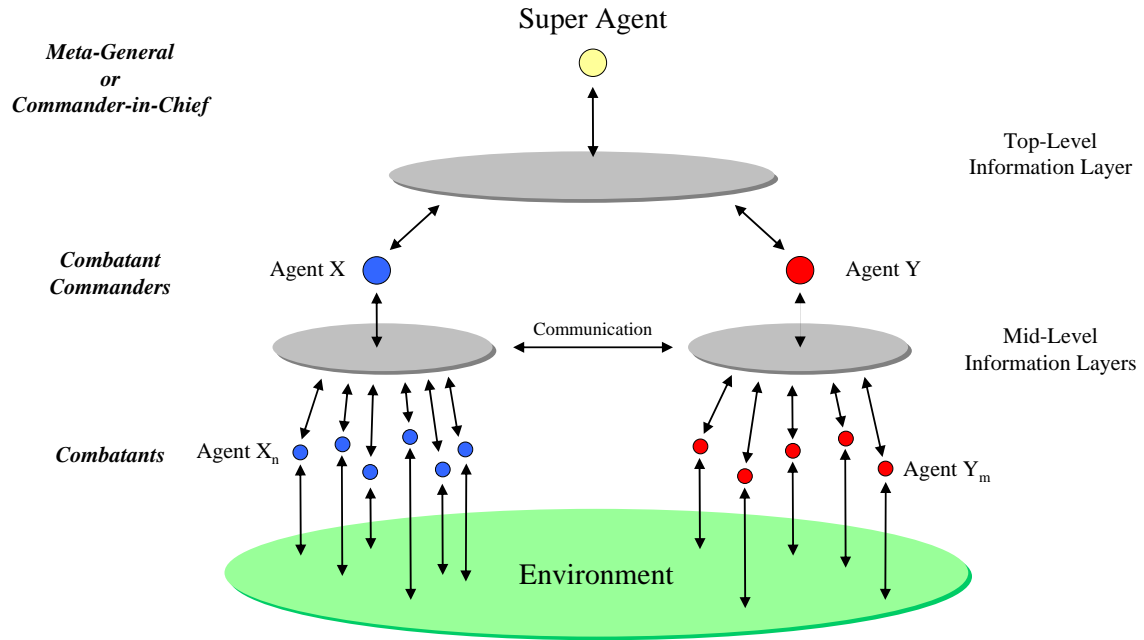 Super Agent
Meta-General
or
Commander-in-Chief
Top-Level
Information Layer
Combatant
Commanders
Agent X
Agent Y
Communication
Mid-Level
Information Layers
Combatants
Agent Xn
Agent Ym
Environment